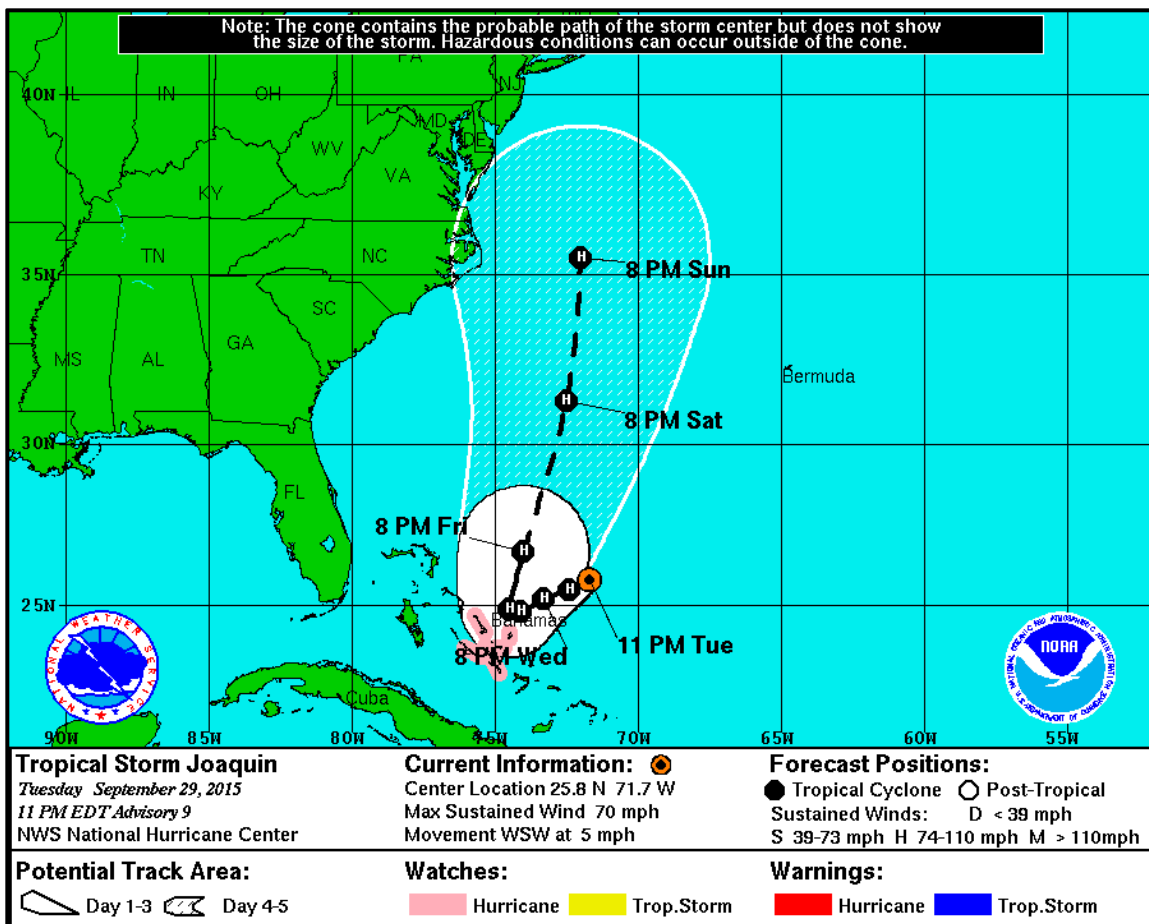 Note: The cone contains the probable path of the storm center but does not show
the size of the storm. Hazardous conditions can occur outside of the cone.
PA
NJ
40N
IL
IN
OH
MD
DE
WV
VA
KY
TN
NC
35N
8 PM Sun
SC
MS
AL
GA
Bermuda
8 PM Sat
30N
FL
8 PM Fri
25N
Bahamas
8 PM Wed
11 PM Tue
NATIONAL WEATHER SERVICE
NOAA
Cuba
90W
85W
80W
75W
70W
65W
60W
55W
Tropical Storm Joaquin
Tuesday September 29, 2015
11 PM EDT Advisory 9
NWS National Hurricane Center
Current Information:
Center Location 25.8 N 71.7 W
Max Sustained Wind 70 mph
Movement WSW at 5 mph
Forecast Positions:
Tropical Cyclone Post-Tropical
Sustained Winds: D < 39 mph
S 39-73 mph H 74-110 mph M > 110mph
Potential Track Area:
Day 1-3 Day 4-5
Watches:
Hurricane Trop.Storm
Warnings:
Hurricane Trop.Storm